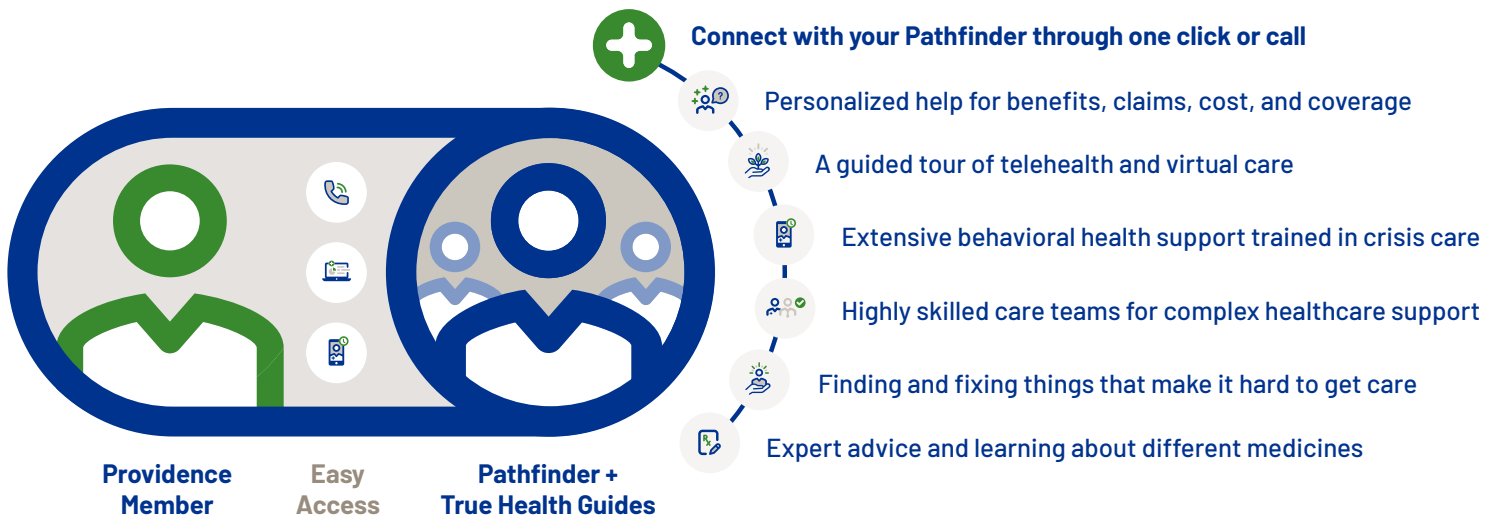 Connect with your Pathfinder through one click or call
Personalized help for benefits, claims, cost, and coverage
A guided tour of telehealth and virtual care
Extensive behavioral health support trained in crisis care
Highly skilled care teams for complex healthcare support
Finding and fixing things that make it hard to get care
Expert advice and learning about different medicines
Providence
Member
Easy
Access
Pathfinder +
True Health Guides